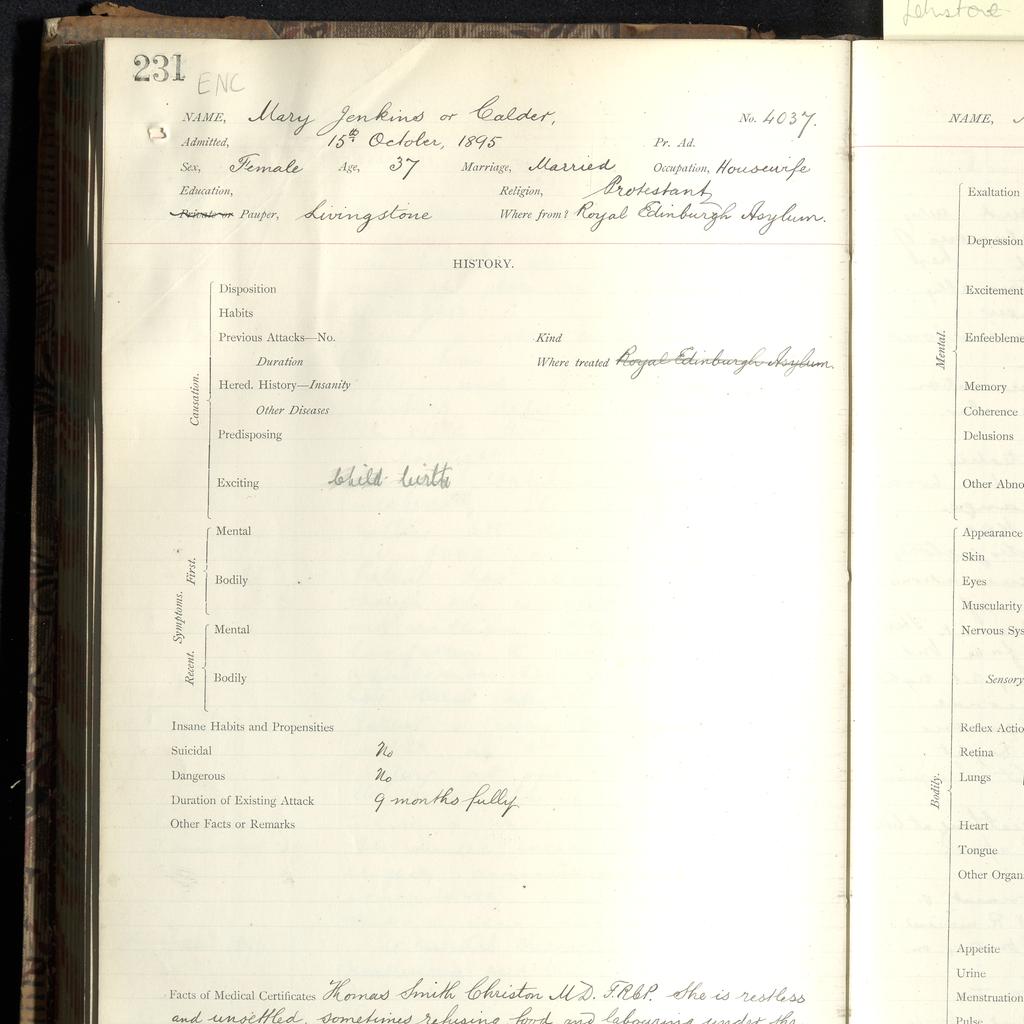 Johnstone
231
ENC
NAME, Mary Jenkins or Calder, No. 4037.
Admitted, 15th October, 1895 Pr. Ad.
Sex, Female Age, 37 Marriage, Married Occupation, Housewife
Education, Religion, Protestant
Private or Pauper, Livingstone Where from? Royal Edinburgh Asylum.
HISTORY.
Causation.
Disposition
Habits
Previous Attacks—No. Kind
Duration Where treated Royal Edinburgh Asylum.
Hered. History—Insanity
Other Diseases
Predisposing
Exciting Child birth
Symptoms.
First.
Mental
Bodily
Recent.
Mental
Bodily
Insane Habits and Propensities
Suicidal No
Dangerous No
Duration of Existing Attack 9 months fully
Other Facts or Remarks
Facts of Medical Certificates Thomas Smith Clouston M.D. F.R.C.P. She is restless
and unsettled, sometimes refusing food and labouring under the
NAME,
Mental.
Exaltation
Depression
Excitement
Enfeebleme
Memory
Coherence
Delusions
Other Abno
Bodily.
Appearance
Skin
Eyes
Muscularity
Nervous Sys
Sensory
Reflex Actio
Retina
Lungs
Heart
Tongue
Other Organ
Appetite
Urine
Menstruation
Pulse